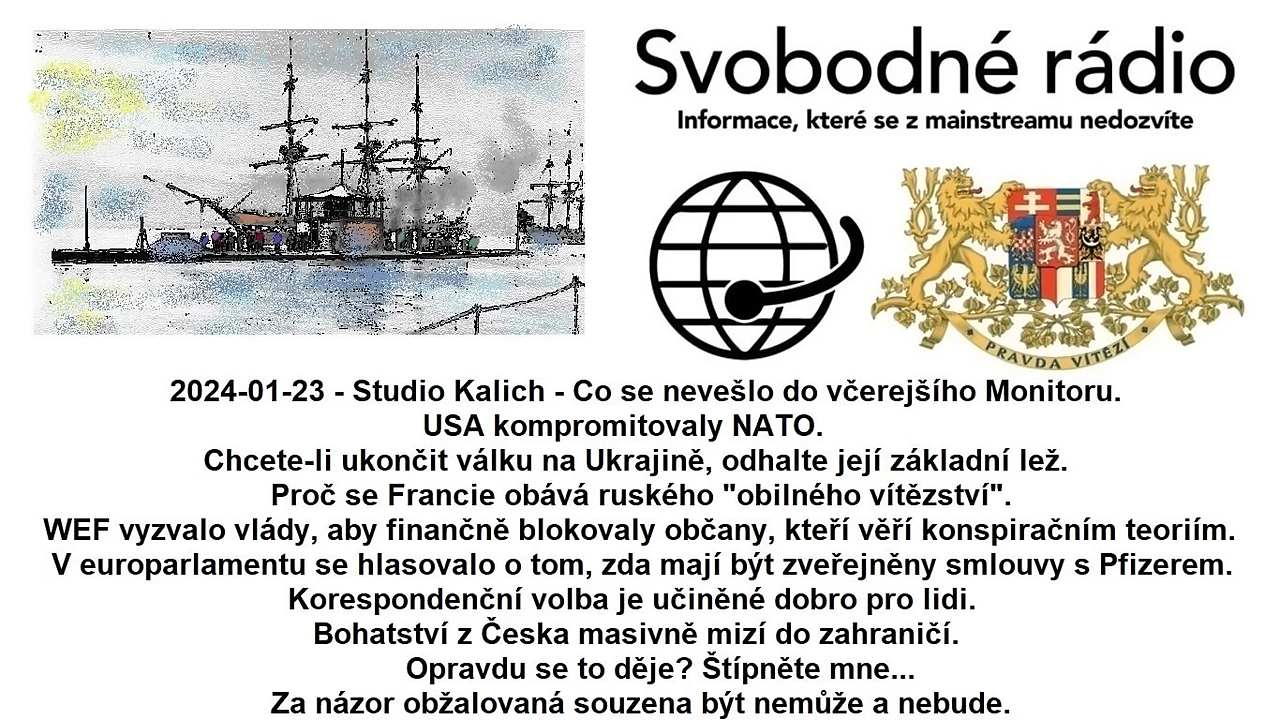 Svobodné rádio
Informace, které se z mainstreamu nedozvíte
PRAVDA VÍTĚZÍ
2024-01-23 - Studio Kalich - Co se nevešlo do včerejšího Monitoru.
USA kompromitovaly NATO.
Chcete-li ukončit válku na Ukrajině, odhalte její základní lež.
Proč se Francie obává ruského "obilného vítězství".
WEF vyzvalo vlády, aby finančně blokovaly občany, kteří věří konspiračním teoriím.
V europarlamentu se hlasovalo o tom, zda mají být zveřejněny smlouvy s Pfizerem.
Korespondenční volba je učiněné dobro pro lidi.
Bohatství z Česka masivně mizí do zahraničí.
Opravdu se to děje? Štípněte mne...
Za názor obžalovaná souzena být nemůže a nebude.